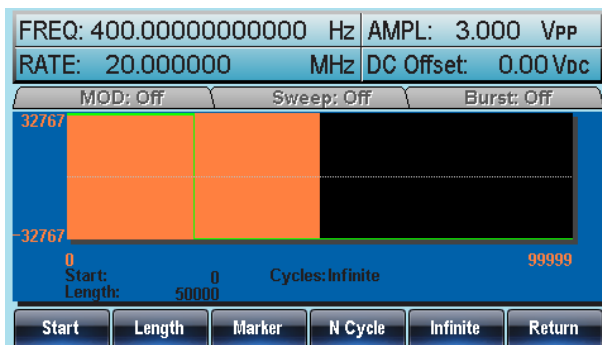 FREQ: 400.00000000000 Hz AMPL: 3.000 VPP
RATE: 20.000000 MHz DC Offset: 0.00 VDC
MOD: Off Sweep: Off Burst: Off
32767
-32767
0 99999
Start: 0 Cycles:Infinite
Length: 50000
Start Length Marker N Cycle Infinite Return